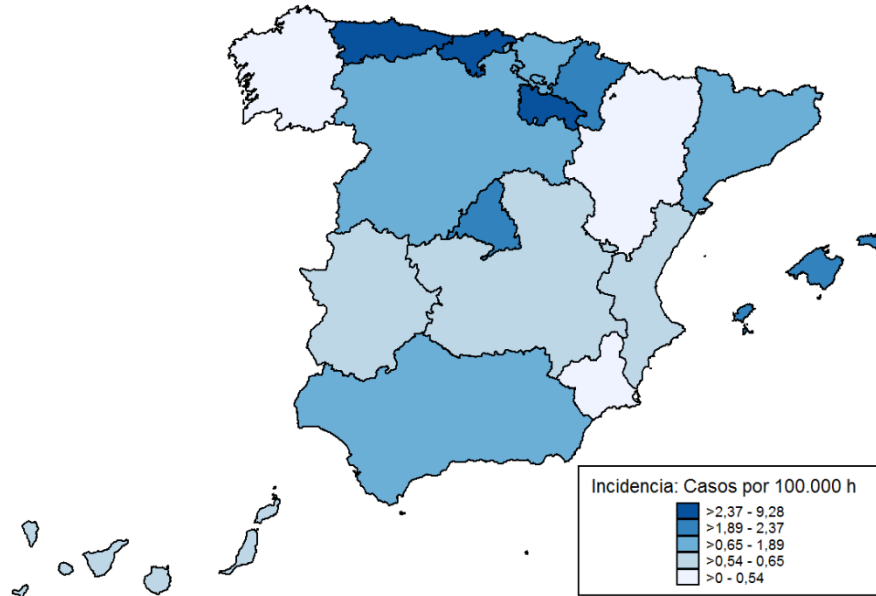 Incidencia: Casos por 100.000 h
>2,37 - 9,28
>1,89 - 2,37
>0,65 - 1,89
>0,54 - 0,65
>0 - 0,54